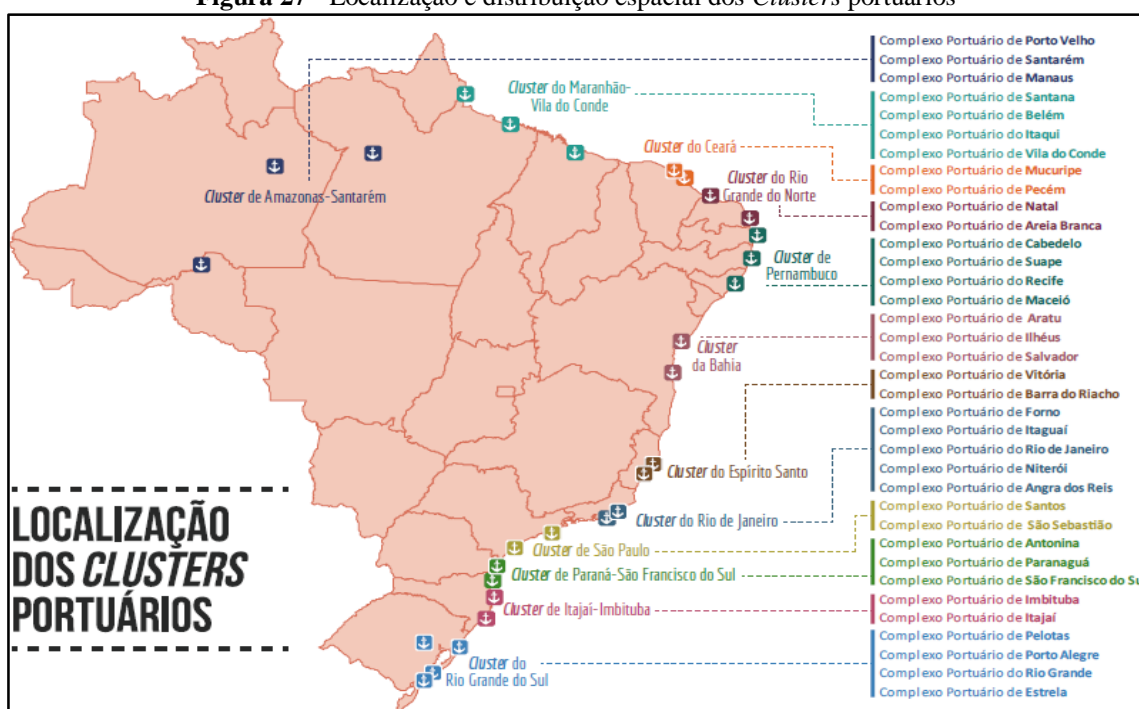 Figura 27 - Localização e distribuição espacial dos Clusters portuários
Cluster do Maranhão-
Vila do Conde
Cluster do Ceará
Cluster do Rio
Grande do Norte
Cluster de Amazonas-Santarém
Cluster de
Pernambuco
Cluster
da Bahia
Cluster do Espírito Santo
Cluster do Rio de Janeiro
Cluster de São Paulo
Cluster de Paraná-São Francisco do Sul
Cluster de Itajaí-Imbituba
Cluster do
Rio Grande do Sul
LOCALIZAÇÃO
DOS CLUSTERS
PORTUÁRIOS
Complexo Portuário de Porto Velho
Complexo Portuário de Santarém
Complexo Portuário de Manaus
Complexo Portuário de Santana
Complexo Portuário de Belém
Complexo Portuário do Itaqui
Complexo Portuário de Vila do Conde
Complexo Portuário de Mucuripe
Complexo Portuário de Pecém
Complexo Portuário de Natal
Complexo Portuário de Areia Branca
Complexo Portuário de Cabedelo
Complexo Portuário de Suape
Complexo Portuário do Recife
Complexo Portuário de Maceió
Complexo Portuário de Aratu
Complexo Portuário de Ilhéus
Complexo Portuário de Salvador
Complexo Portuário de Vitória
Complexo Portuário de Barra do Riacho
Complexo Portuário de Forno
Complexo Portuário de Itaguaí
Complexo Portuário do Rio de Janeiro
Complexo Portuário de Niterói
Complexo Portuário de Angra dos Reis
Complexo Portuário de Santos
Complexo Portuário de São Sebastião
Complexo Portuário de Antonina
Complexo Portuário de Paranaguá
Complexo Portuário de São Francisco do Su
Complexo Portuário de Imbituba
Complexo Portuário de Itajaí
Complexo Portuário de Pelotas
Complexo Portuário de Porto Alegre
Complexo Portuário do Rio Grande
Complexo Portuário de Estrela